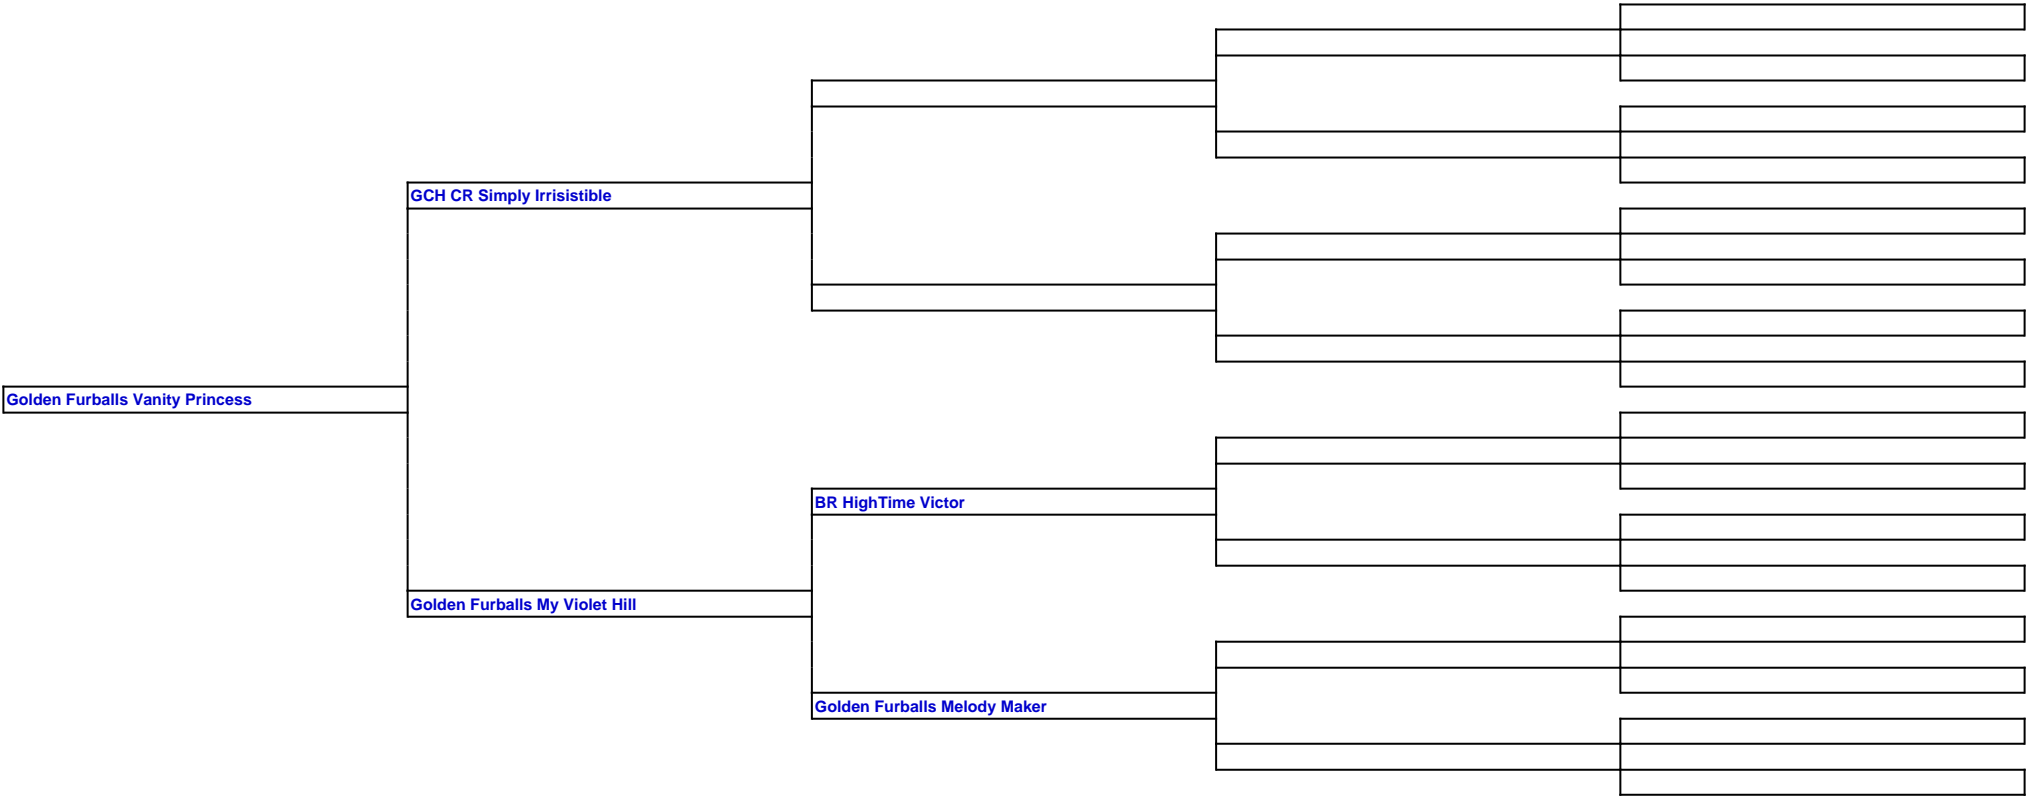 GCH CR Simply Irrisistible
Golden Furballs Vanity Princess
BR HighTime Victor
Golden Furballs My Violet Hill
Golden Furballs Melody Maker